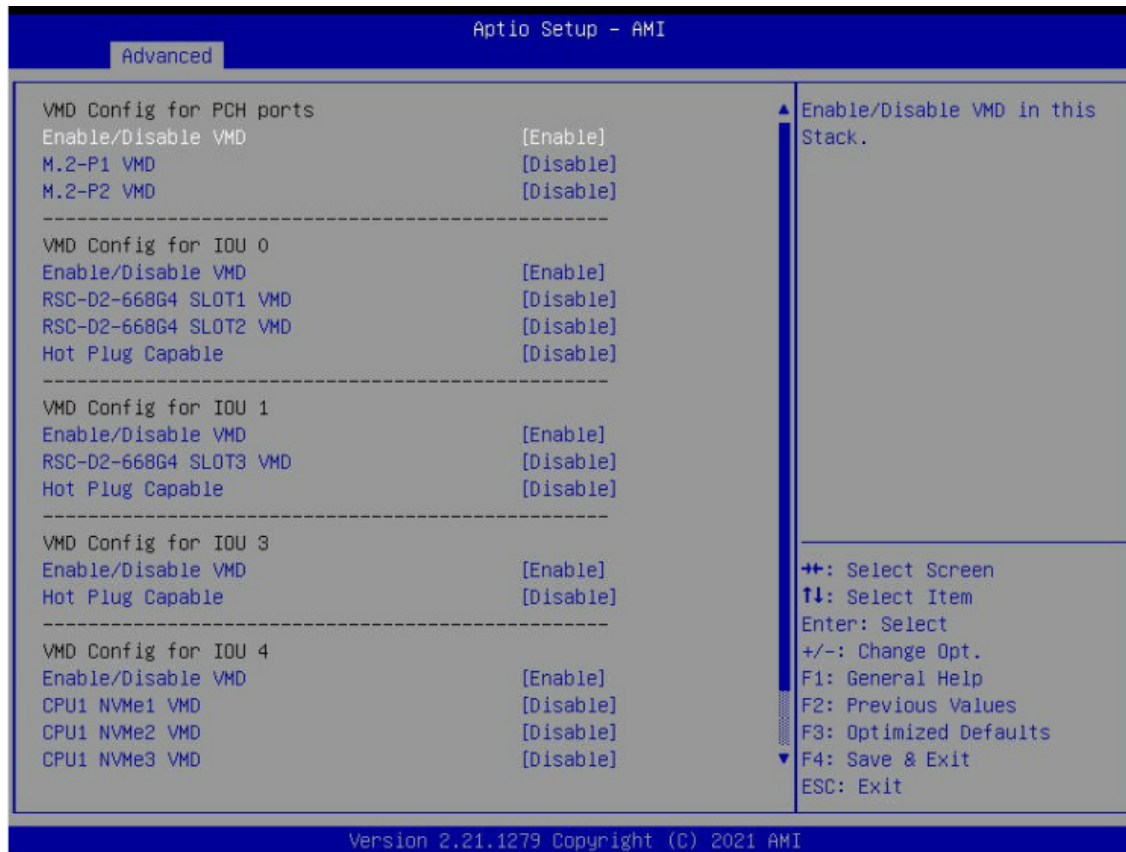 Aptio Setup – AMI
Advanced
VMD Config for PCH ports
Enable/Disable VMD [Enable]
M.2-P1 VMD [Disable]
M.2-P2 VMD [Disable]
--------------------------------------------------
VMD Config for IOU 0
Enable/Disable VMD [Enable]
RSC-D2-668G4 SLOT1 VMD [Disable]
RSC-D2-668G4 SLOT2 VMD [Disable]
Hot Plug Capable [Disable]
--------------------------------------------------
VMD Config for IOU 1
Enable/Disable VMD [Enable]
RSC-D2-668G4 SLOT3 VMD [Disable]
Hot Plug Capable [Disable]
--------------------------------------------------
VMD Config for IOU 3
Enable/Disable VMD [Enable]
Hot Plug Capable [Disable]
--------------------------------------------------
VMD Config for IOU 4
Enable/Disable VMD [Enable]
CPU1 NVMe1 VMD [Disable]
CPU1 NVMe2 VMD [Disable]
CPU1 NVMe3 VMD [Disable]
Enable/Disable VMD in this
Stack.
→←: Select Screen
↑↓: Select Item
Enter: Select
+/-: Change Opt.
F1: General Help
F2: Previous Values
F3: Optimized Defaults
F4: Save & Exit
ESC: Exit
Version 2.21.1279 Copyright (C) 2021 AMI